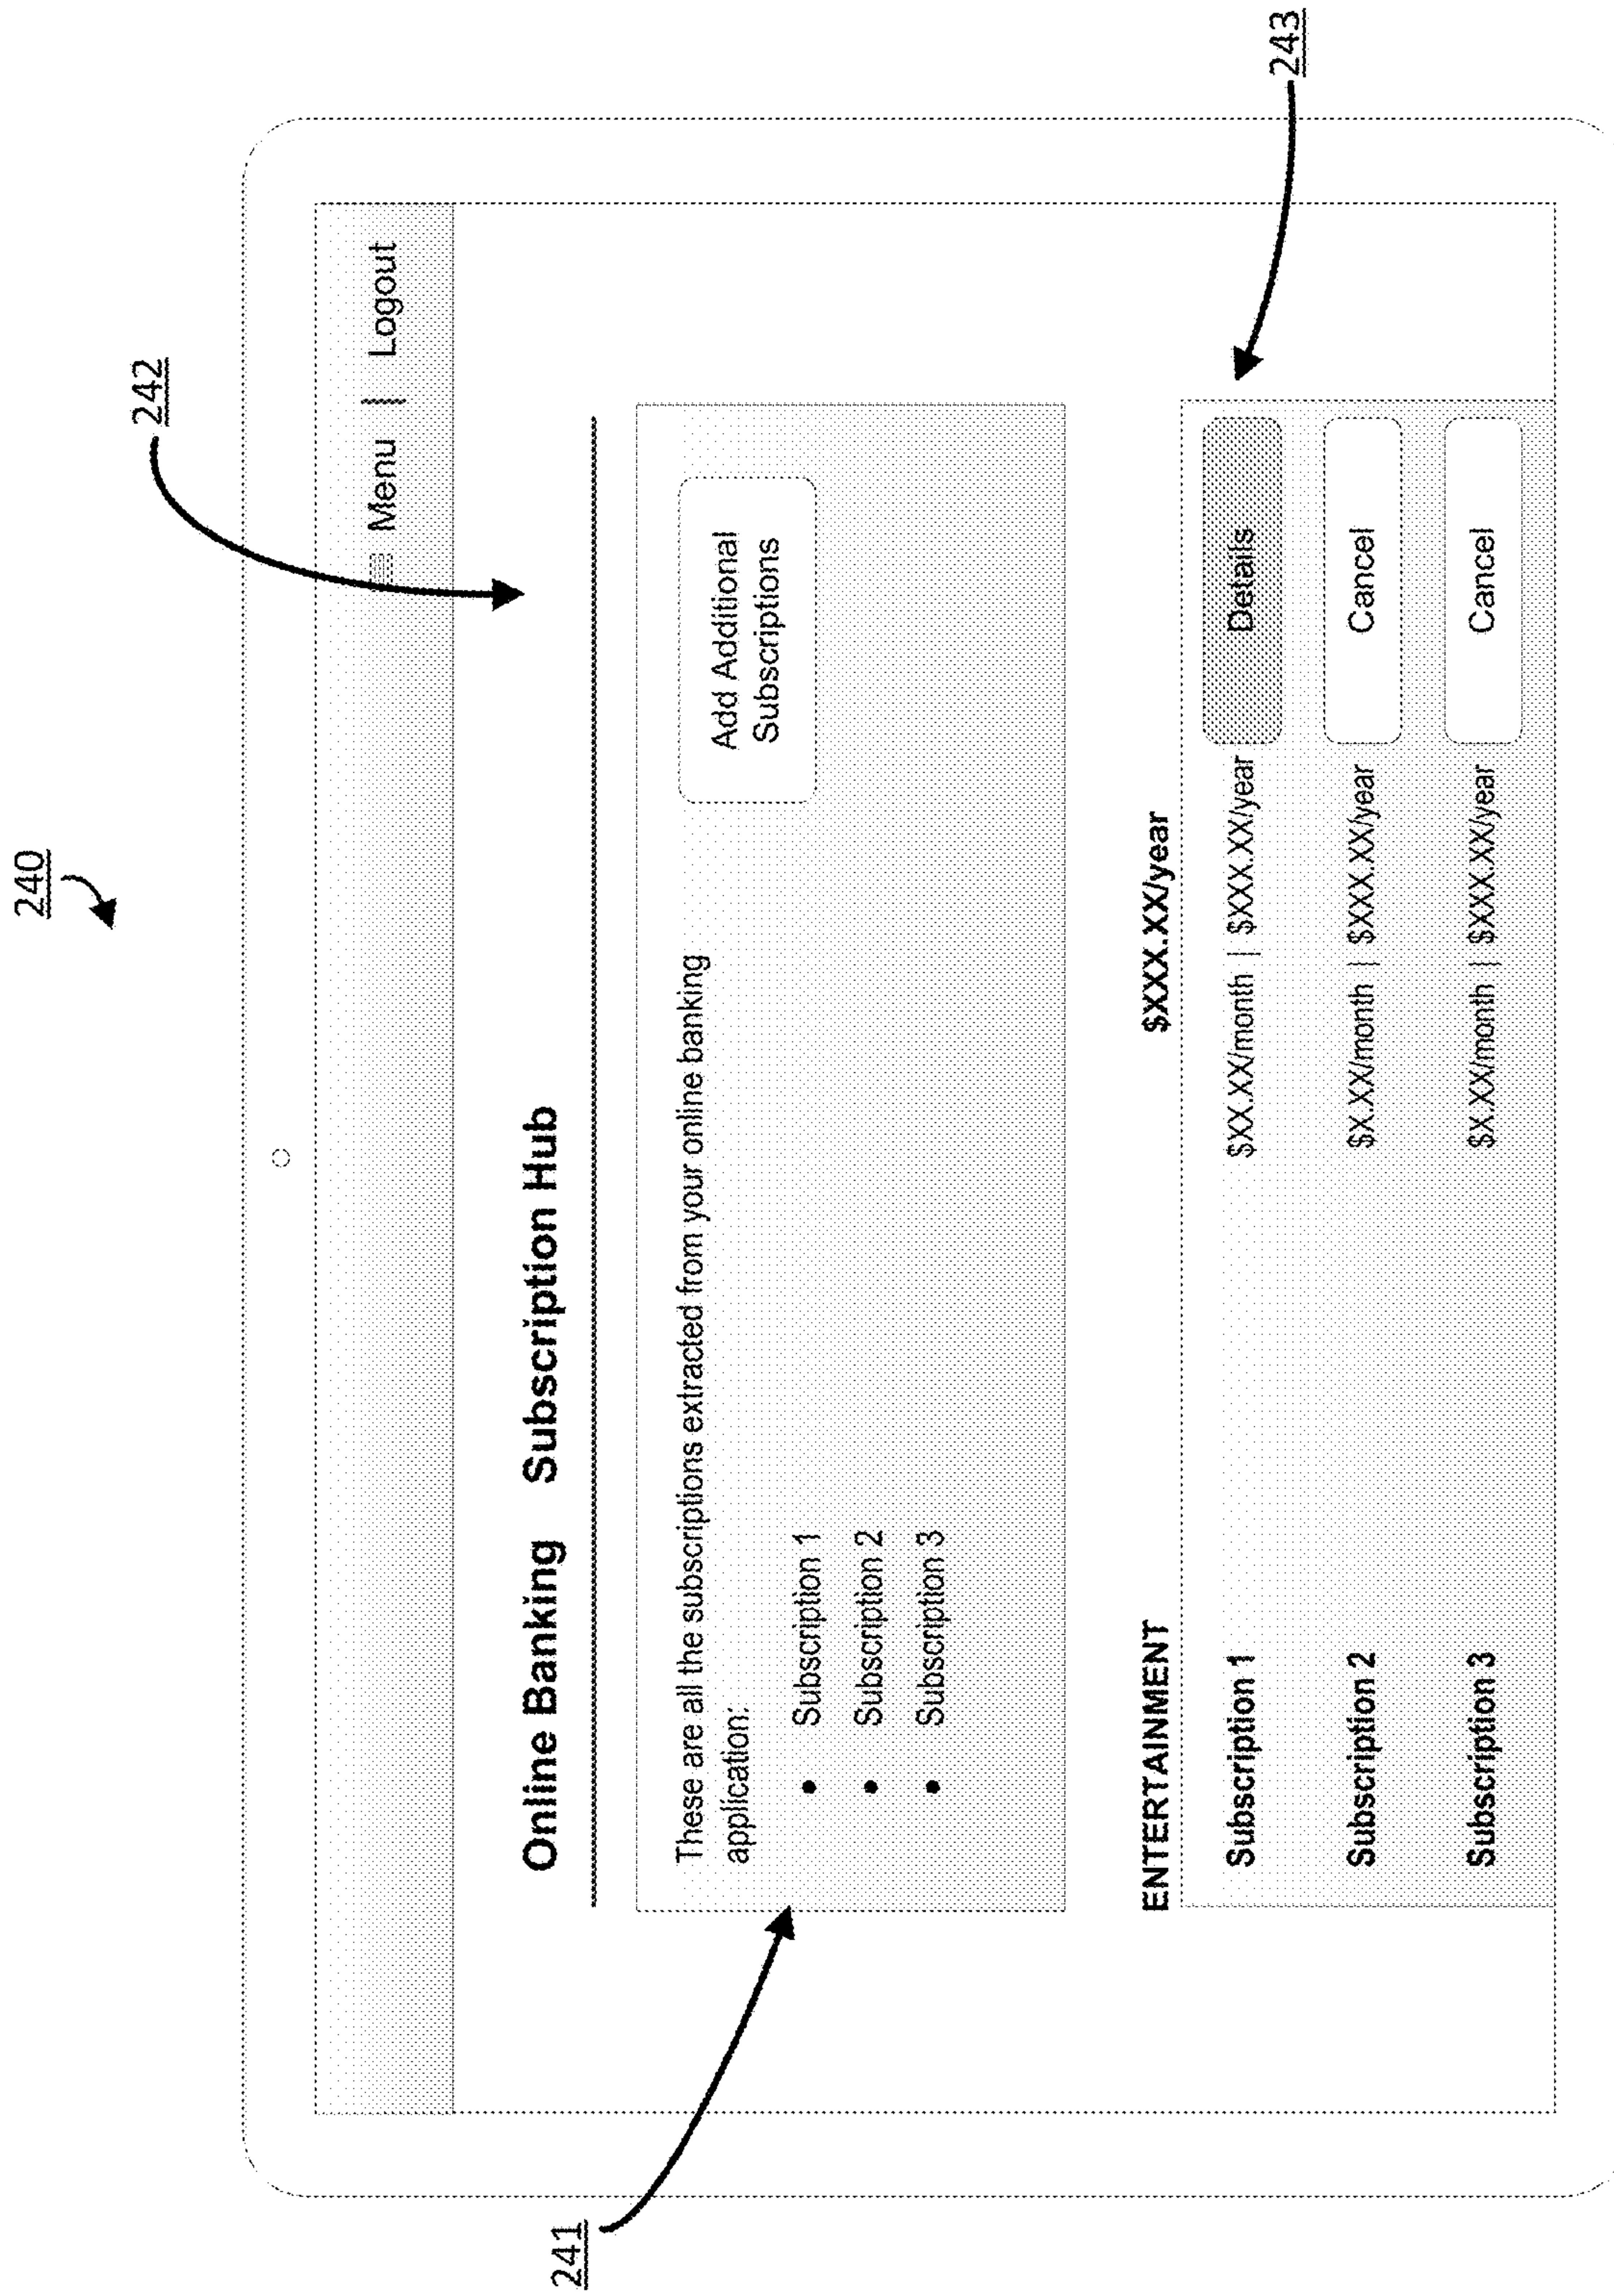 240
242
Menu | Logout
Online Banking Subscription Hub
241
These are all the subscriptions extracted from your online banking
application:
• Subscription 1
• Subscription 2
• Subscription 3
Add Additional
Subscriptions
ENTERTAINMENT $XXX.XX/year
243
Subscription 1 $XX.XX/month | $XXX.XX/year Details
Subscription 2 $X.XX/month | $XXX.XX/year Cancel
Subscription 3 $X.XX/month | $XXX.XX/year Cancel